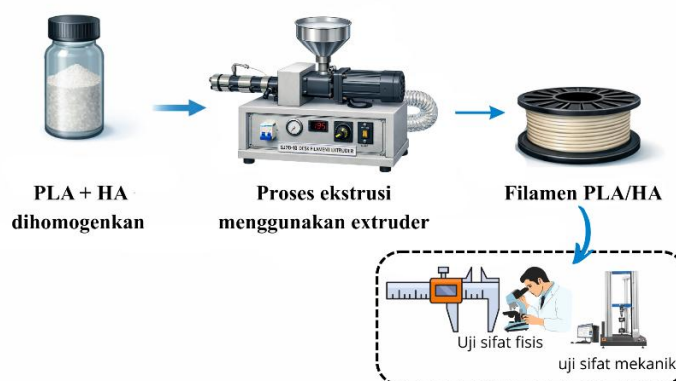 PLA + HA
dihomogenkan
Proses ekstrusi
menggunakan extruder
Filamen PLA/HA
Uji sifat fisis
uji sifat mekanik